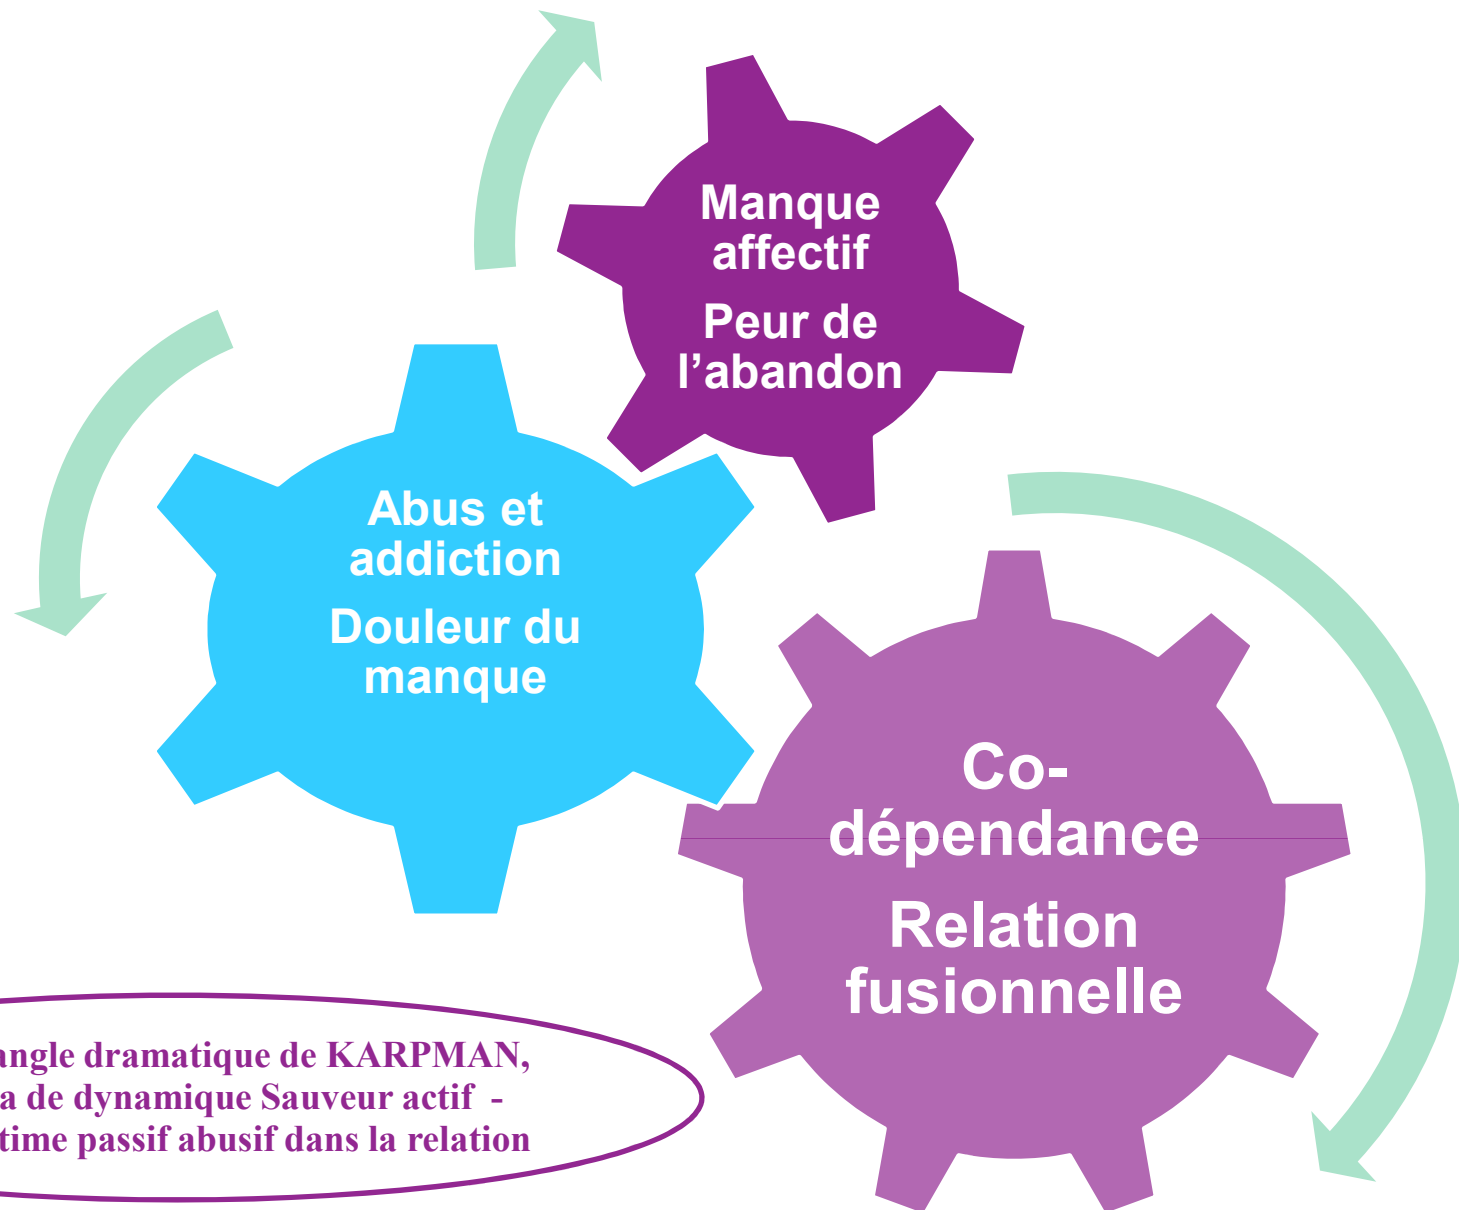 Manque
affectif
Peur de
l’abandon
Abus et
addiction
Douleur du
manque
Co-
dépendance
Relation
fusionnelle
angle dramatique de KARPMAN,
a de dynamique Sauveur actif -
time passif abusif dans la relation